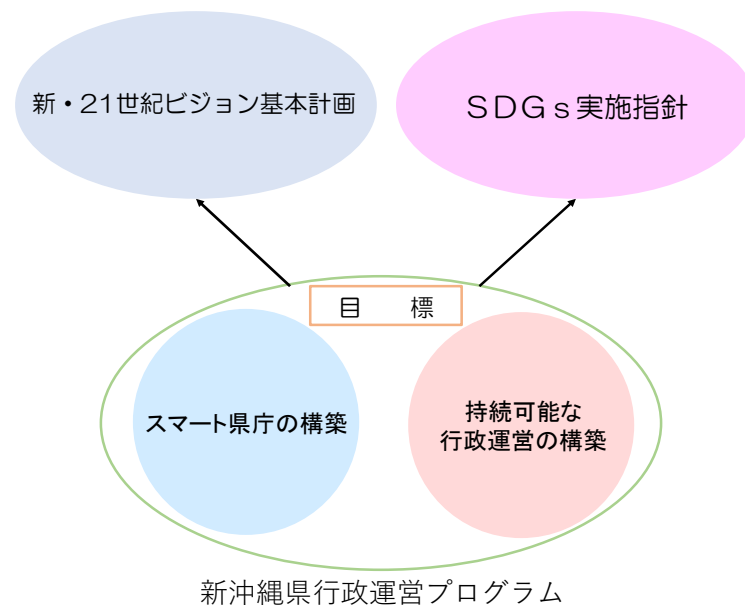 新・21世紀ビジョン基本計画
ＳＤＧｓ実施指針
目　　標
スマート県庁の構築
持続可能な
行政運営の構築
新沖縄県行政運営プログラム